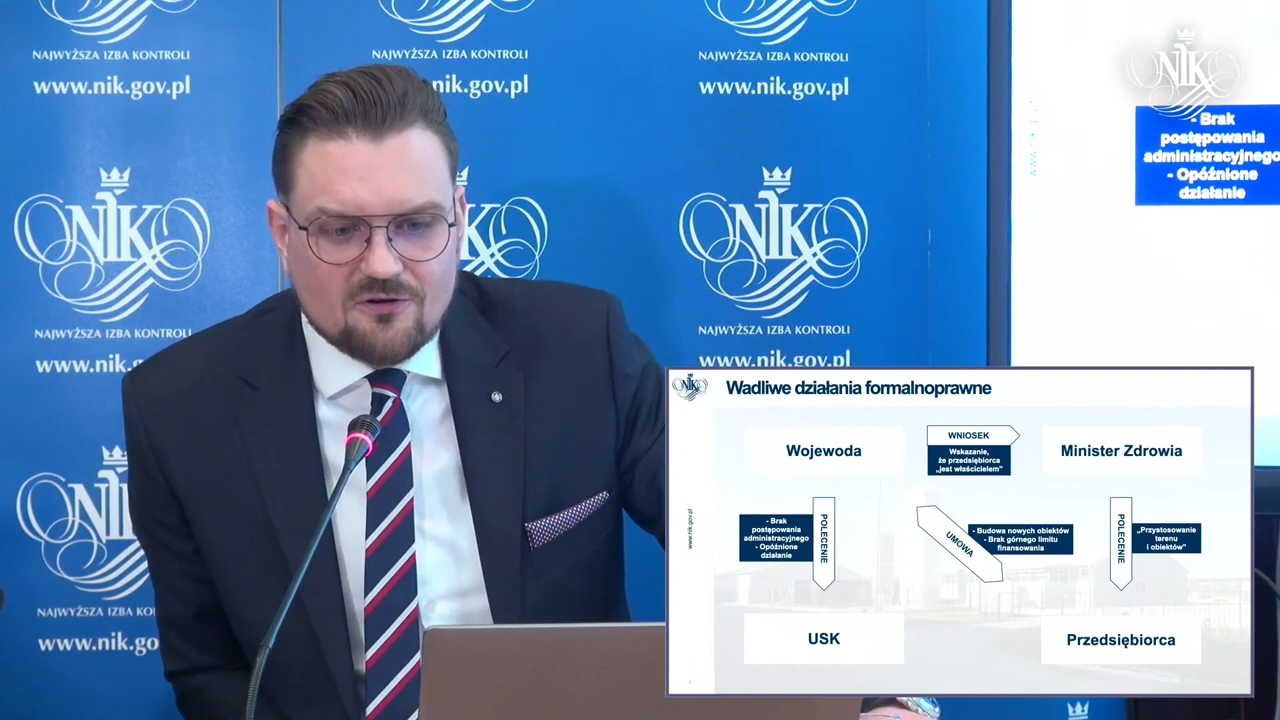 NAJWYŻSZA IZBA KONTROLI
www.nik.gov.pl
NAJWYŻSZA IZBA KONTROLI
www.nik.gov.pl
NAJWYŻSZA IZBA KONTROLI
www.nik.gov.pl
NIK
- Brak
postępowania
administracyjnego
- Opóźnione
działanie
NIK
NIK
NAJWYŻSZA IZBA KONTROLI
www.nik.
NAJWYŻSZA IZBA KONTROLI
www.nik.gov.pl
NIK
NAJWYŻSZA IZBA KON
www.nik.go
NIK
Wadliwe działania formalnoprawne
Wojewoda
WNIOSEK
Wskazanie,
że przedsiębiorca
„jest właścicielem”
Minister Zdrowia
www.nik.gov.pl
- Brak
postępowania
administracyjnego
- Opóźnione
działanie
POLECENIE
UMOWA
- Budowa nowych obiektów
- Brak górnego limitu
finansowania
POLECENIE
„Przystosowanie
terenu
i obiektów”
USK
Przedsiębiorca